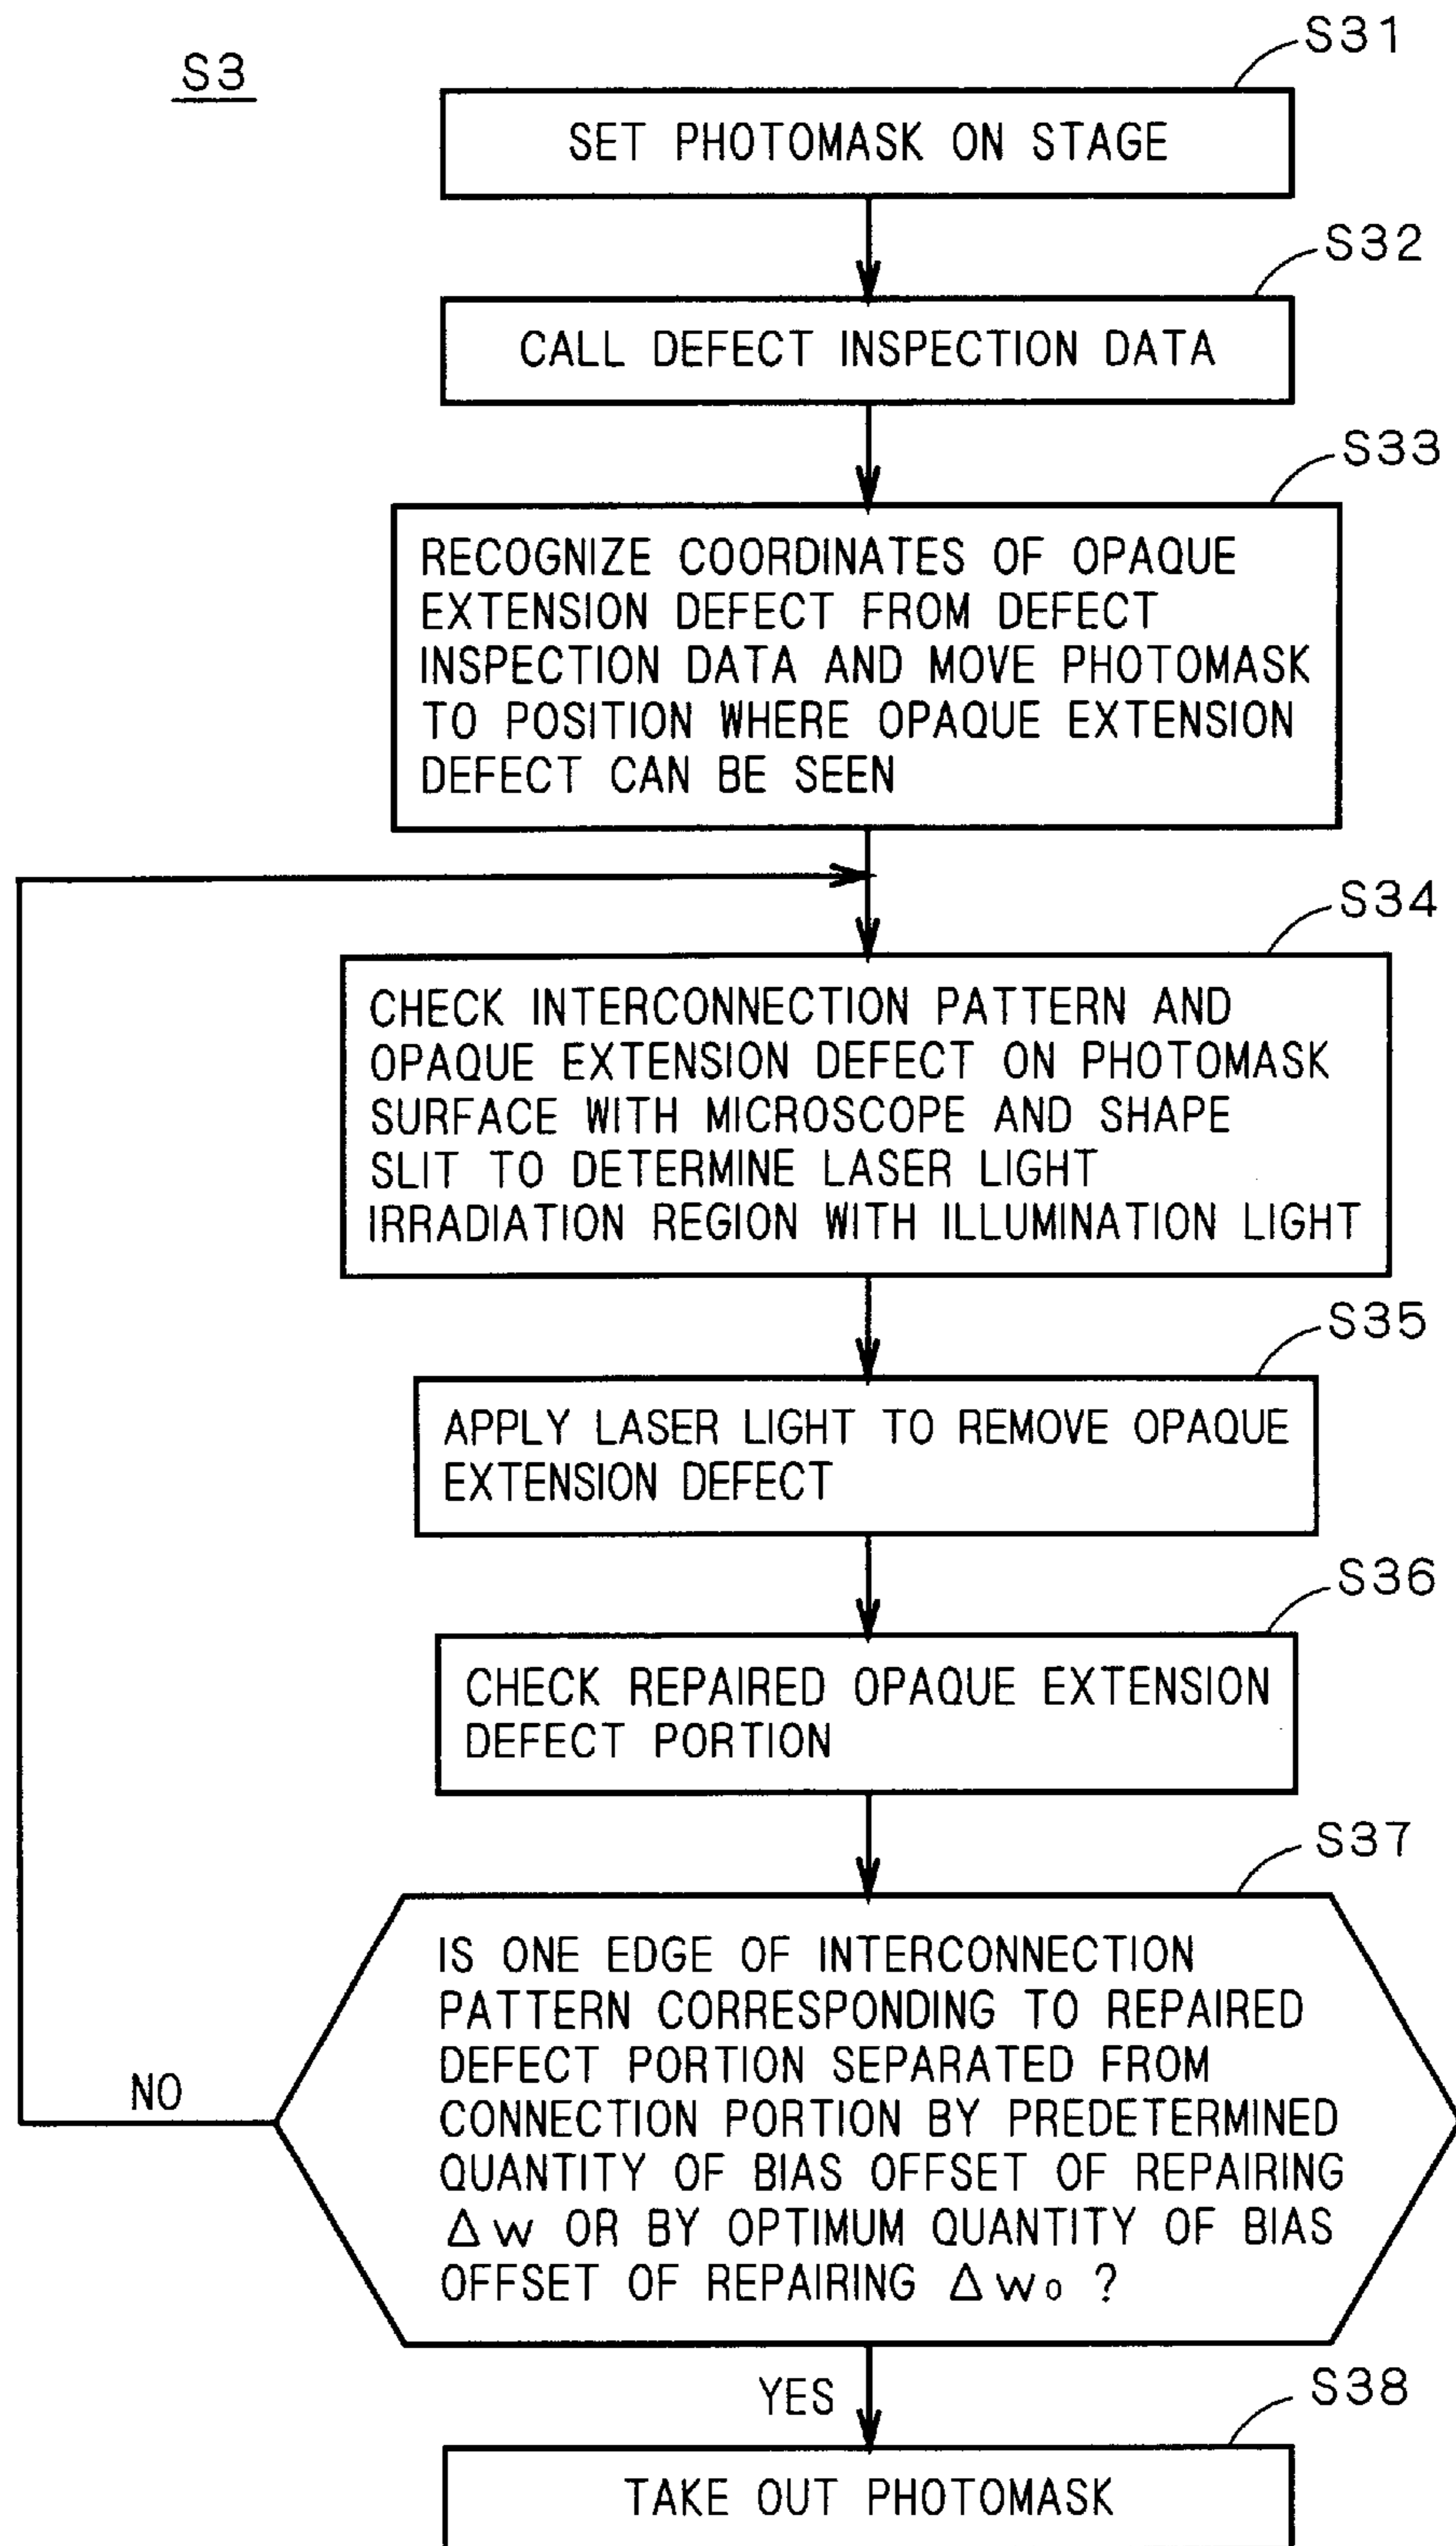 S3
S31
SET PHOTOMASK ON STAGE
S32
CALL DEFECT INSPECTION DATA
S33
RECOGNIZE COORDINATES OF OPAQUE
EXTENSION DEFECT FROM DEFECT
INSPECTION DATA AND MOVE PHOTOMASK
TO POSITION WHERE OPAQUE EXTENSION
DEFECT CAN BE SEEN
S34
CHECK INTERCONNECTION PATTERN AND
OPAQUE EXTENSION DEFECT ON PHOTOMASK
SURFACE WITH MICROSCOPE AND SHAPE
SLIT TO DETERMINE LASER LIGHT
IRRADIATION REGION WITH ILLUMINATION LIGHT
S35
APPLY LASER LIGHT TO REMOVE OPAQUE
EXTENSION DEFECT
S36
CHECK REPAIRED OPAQUE EXTENSION
DEFECT PORTION
S37
IS ONE EDGE OF INTERCONNECTION
PATTERN CORRESPONDING TO REPAIRED
DEFECT PORTION SEPARATED FROM
CONNECTION PORTION BY PREDETERMINED
QUANTITY OF BIAS OFFSET OF REPAIRING
Δw OR BY OPTIMUM QUANTITY OF BIAS
OFFSET OF REPAIRING Δw₀ ?
NO
YES
S38
TAKE OUT PHOTOMASK